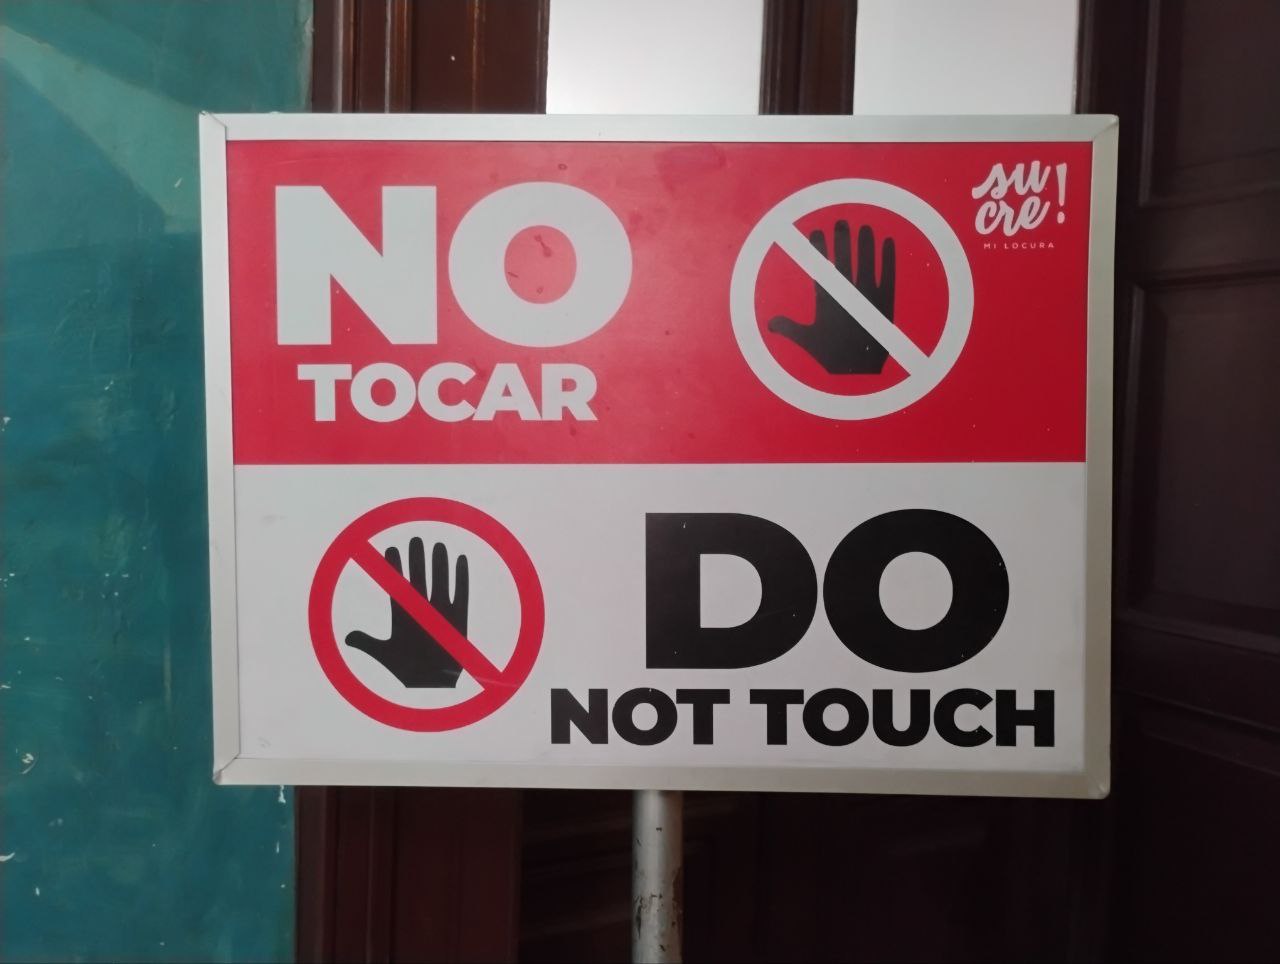 NO
TOCAR
su
cre!
MI LOCURA
DO
NOT TOUCH